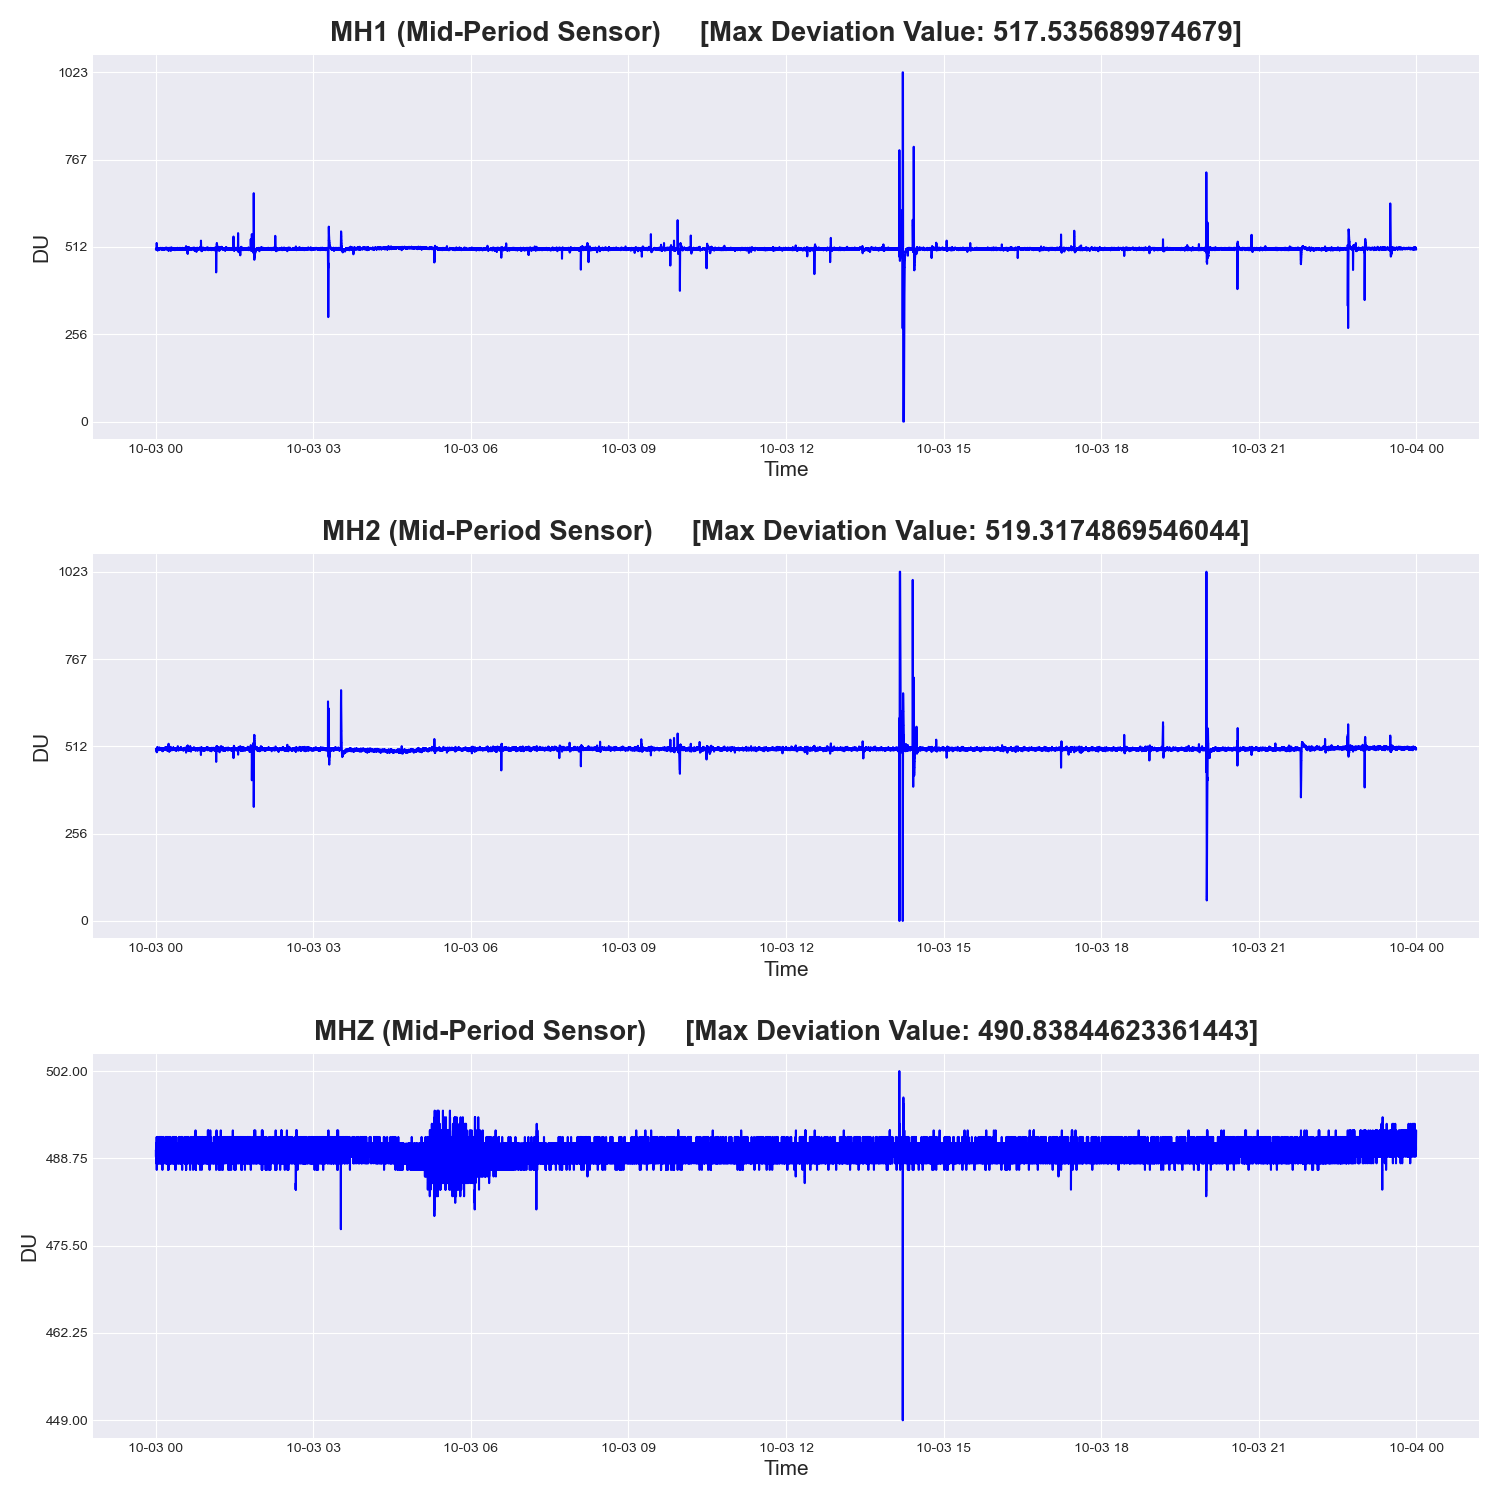 MH1 (Mid-Period Sensor) [Max Deviation Value: 517.535689974679]
1023
767
512
256
0
DU
10-03 00 10-03 03 10-03 06 10-03 09 10-03 12 10-03 15 10-03 18 10-03 21 10-04 00
Time
MH2 (Mid-Period Sensor) [Max Deviation Value: 519.3174869546044]
1023
767
512
256
0
DU
10-03 00 10-03 03 10-03 06 10-03 09 10-03 12 10-03 15 10-03 18 10-03 21 10-04 00
Time
MHZ (Mid-Period Sensor) [Max Deviation Value: 490.83844623361443]
502.00
488.75
475.50
462.25
449.00
DU
10-03 00 10-03 03 10-03 06 10-03 09 10-03 12 10-03 15 10-03 18 10-03 21 10-04 00
Time